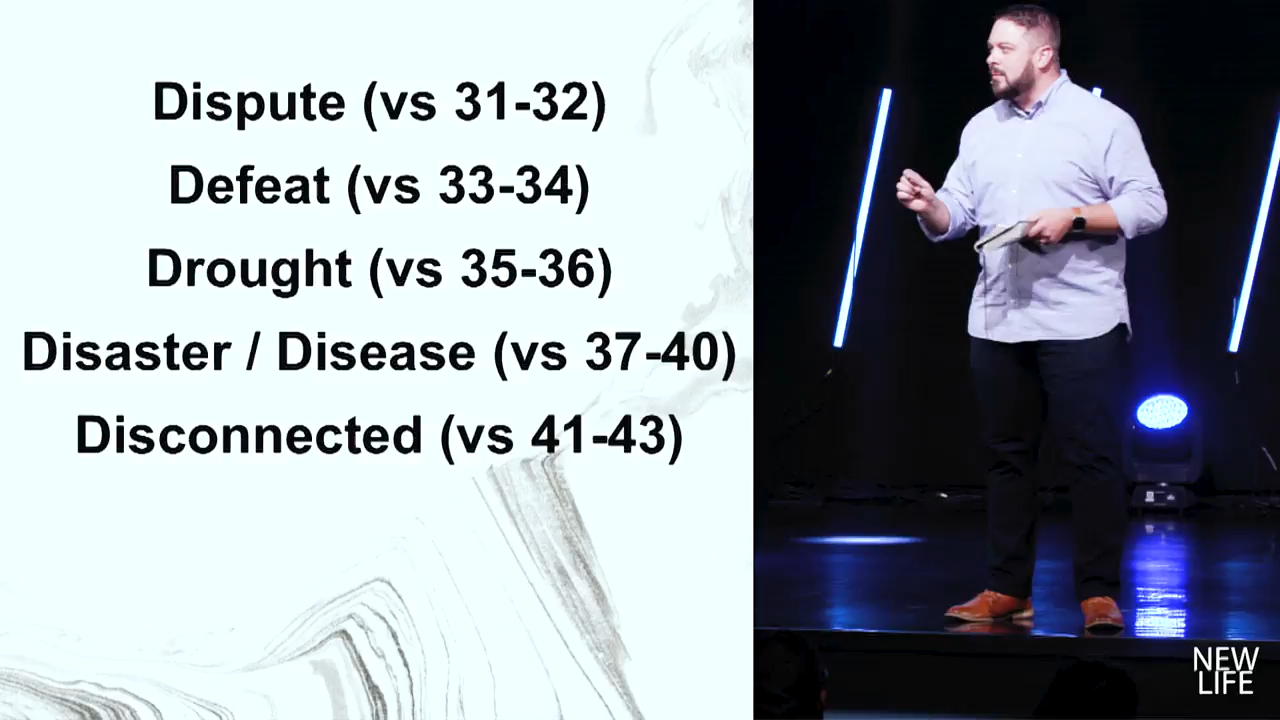 Dispute (vs 31-32)
Defeat (vs 33-34)
Drought (vs 35-36)
Disaster / Disease (vs 37-40)
Disconnected (vs 41-43)
NEW
LIFE